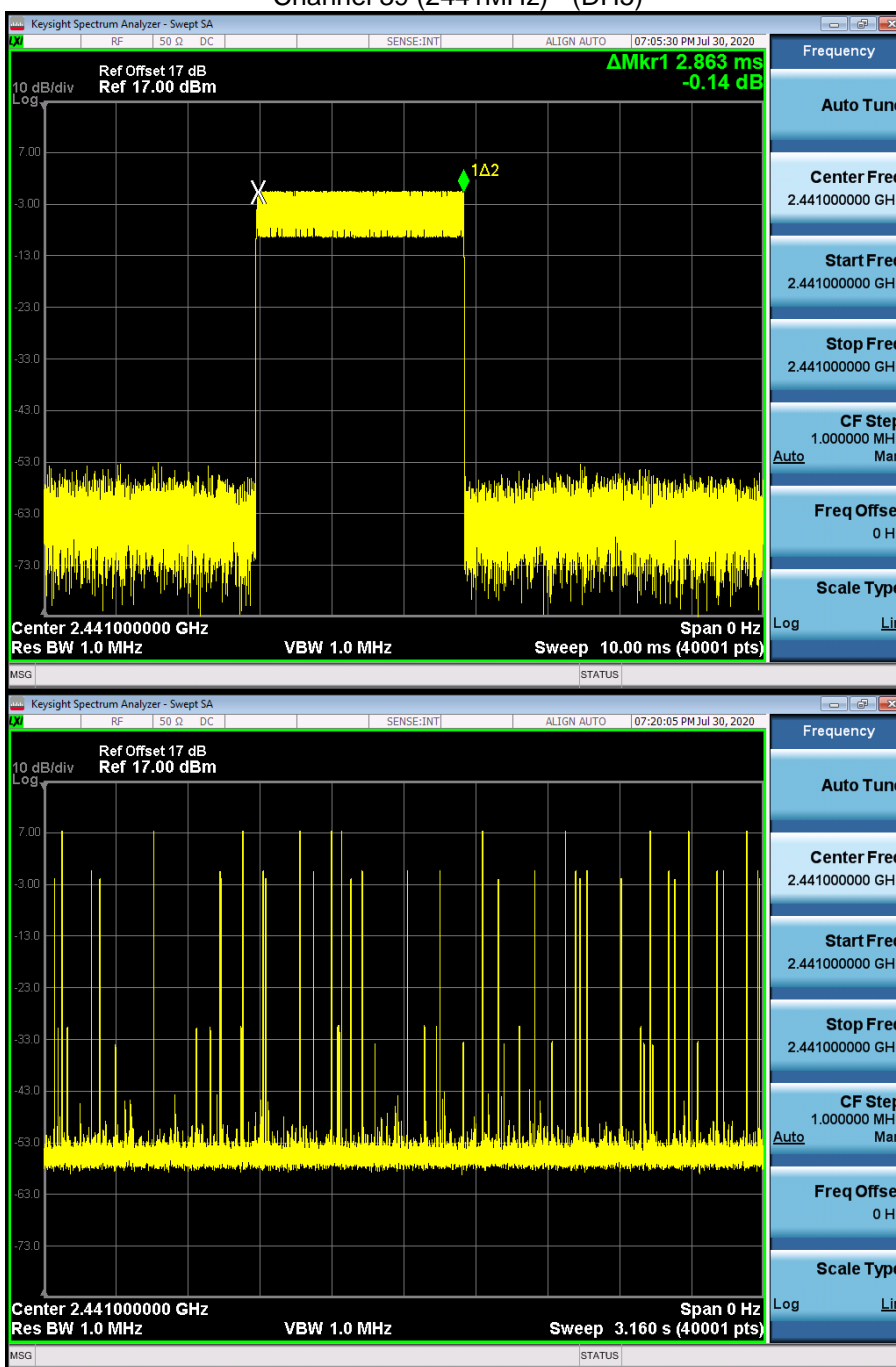 Channel 39 (2441MHz)
Keysight Spectrum Analyzer - Swept SA
LXI RF 50 Ω DC SENSE:INT ALIGN AUTO 07:05:30 PM Jul 30, 2020
Frequency
Ref Offset 17 dB
10 dB/div Ref 17.00 dBm
Log
ΔMkr1 2.863 ms
-0.14 dB
7.00
-3.00
-13.0
-23.0
-33.0
-43.0
-53.0
-63.0
-73.0
X
1Δ2
Center 2.441000000 GHz Span 0 Hz
Res BW 1.0 MHz VBW 1.0 MHz Sweep 10.00 ms (40001 pts)
MSG STATUS
Auto Tun
Center Fre
2.441000000 GH
Start Fre
2.441000000 GH
Stop Fre
2.441000000 GH
CF Ste
1.000000 MH
Auto Ma
Freq Offse
0 H
Scale Typ
Log Li
Keysight Spectrum Analyzer - Swept SA
LXI RF 50 Ω DC SENSE:INT ALIGN AUTO 07:20:05 PM Jul 30, 2020
Frequency
Ref Offset 17 dB
10 dB/div Ref 17.00 dBm
Log
7.00
-3.00
-13.0
-23.0
-33.0
-43.0
-53.0
-63.0
-73.0
Center 2.441000000 GHz Span 0 Hz
Res BW 1.0 MHz VBW 1.0 MHz Sweep 3.160 s (40001 pts)
MSG STATUS
Auto Tun
Center Fre
2.441000000 GH
Start Fre
2.441000000 GH
Stop Fre
2.441000000 GH
CF Ste
1.000000 MH
Auto Ma
Freq Offse
0 H
Scale Typ
Log Li